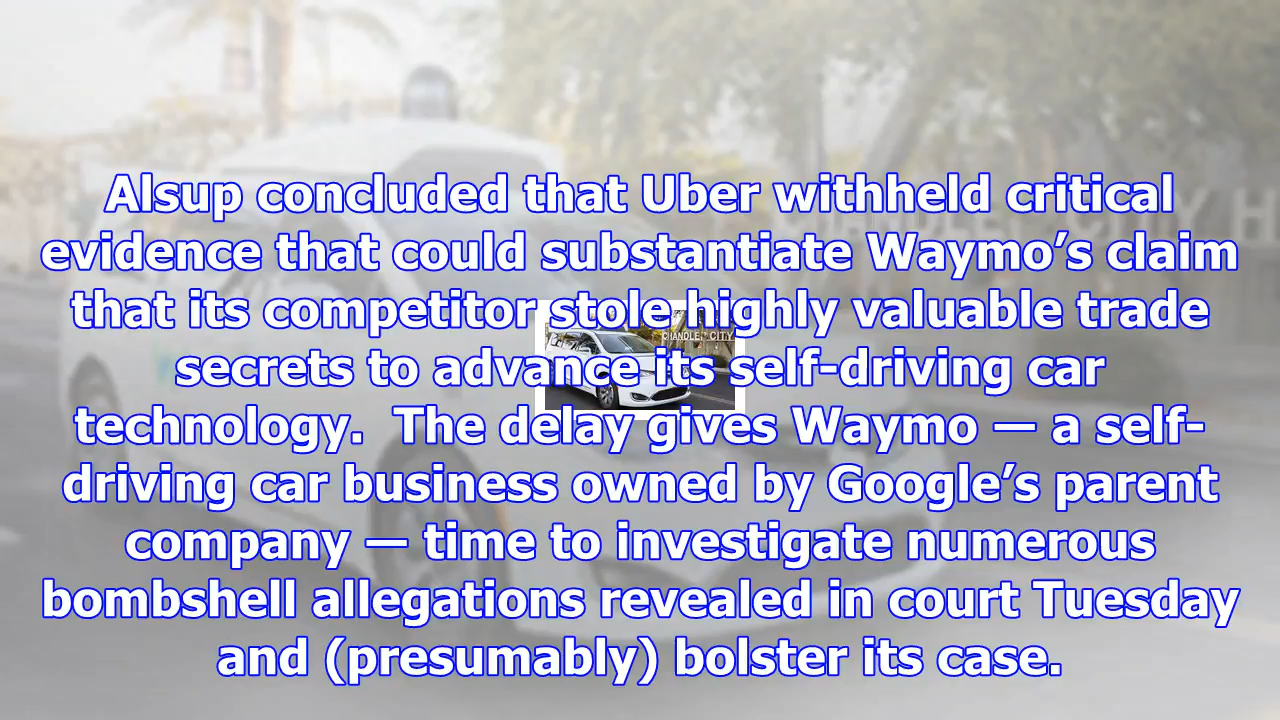 Alsup concluded that Uber withheld critical
evidence that could substantiate Waymo’s claim
that its competitor stole highly valuable trade
secrets to advance its self-driving car
technology.  The delay gives Waymo — a self-
driving car business owned by Google’s parent
company — time to investigate numerous
bombshell allegations revealed in court Tuesday
and (presumably) bolster its case.
CHANDLER CITY